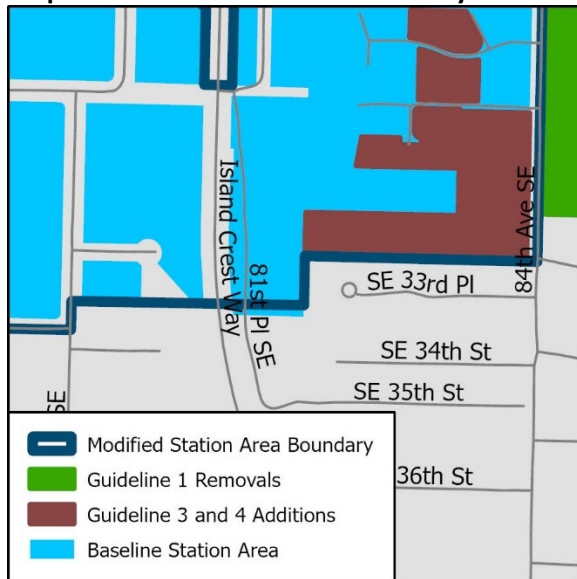 Island Crest Way
81st Pl SE
84th Ave SE
SE 33rd Pl
SE 34th St
SE 35th St
36th St
SE
Modified Station Area Boundary
Guideline 1 Removals
Guideline 3 and 4 Additions
Baseline Station Area